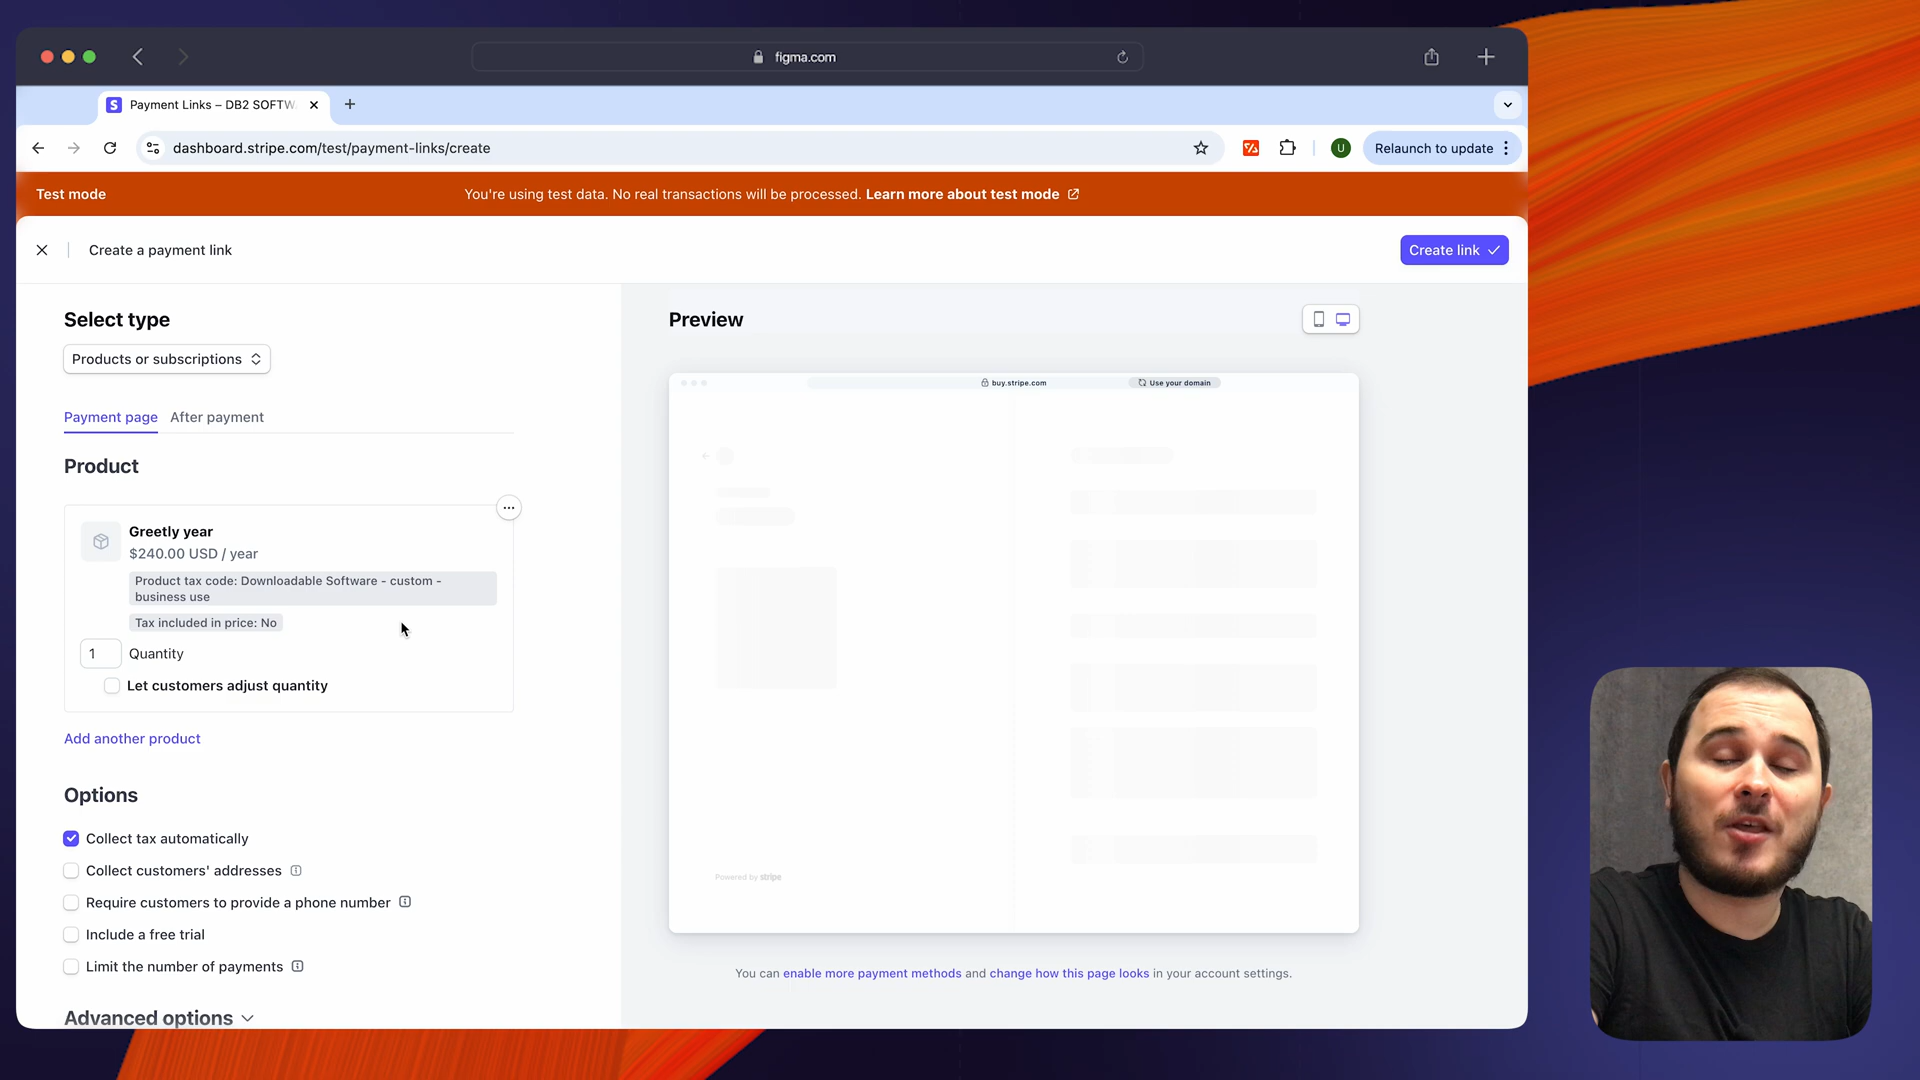 figma.com
S Payment Links – DB2 SOFTW
dashboard.stripe.com/test/payment-links/create
U
Relaunch to update
Test mode
You're using test data. No real transactions will be processed. Learn more about test mode
Create a payment link
Create link
Select type
Products or subscriptions
Payment page
After payment
Product
Greetly year
$240.00 USD / year
Product tax code: Downloadable Software - custom -
business use
Tax included in price: No
1
Quantity
Let customers adjust quantity
Add another product
Options
Collect tax automatically
Collect customers' addresses
Require customers to provide a phone number
Include a free trial
Limit the number of payments
Advanced options
Preview
buy.stripe.com
Use your domain
Powered by stripe
You can enable more payment methods and change how this page looks in your account settings.